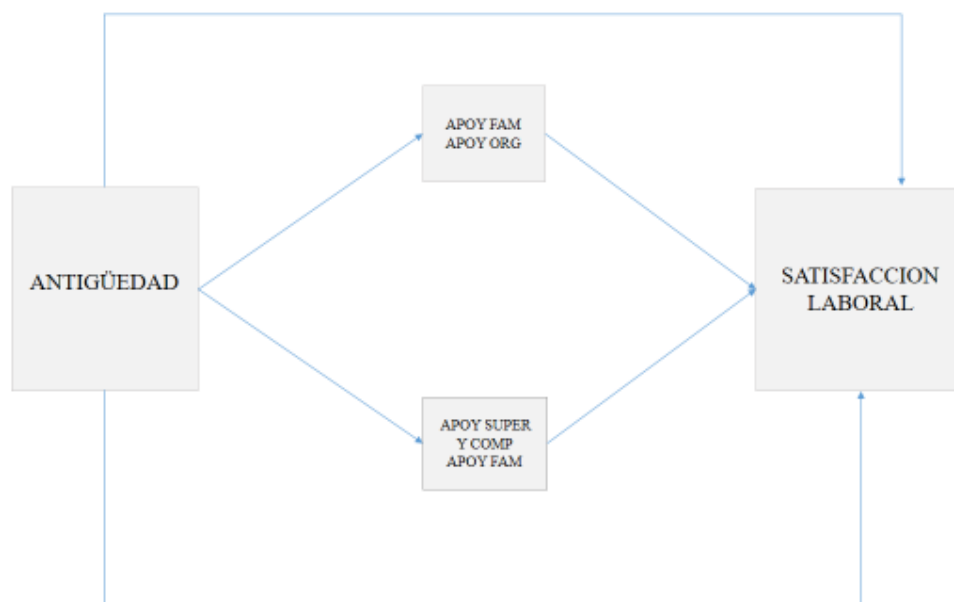 APOY FAM
APOY ORG
ANTIGÜEDAD
SATISFACCION
LABORAL
APOY SUPER
Y COMP
APOY FAM